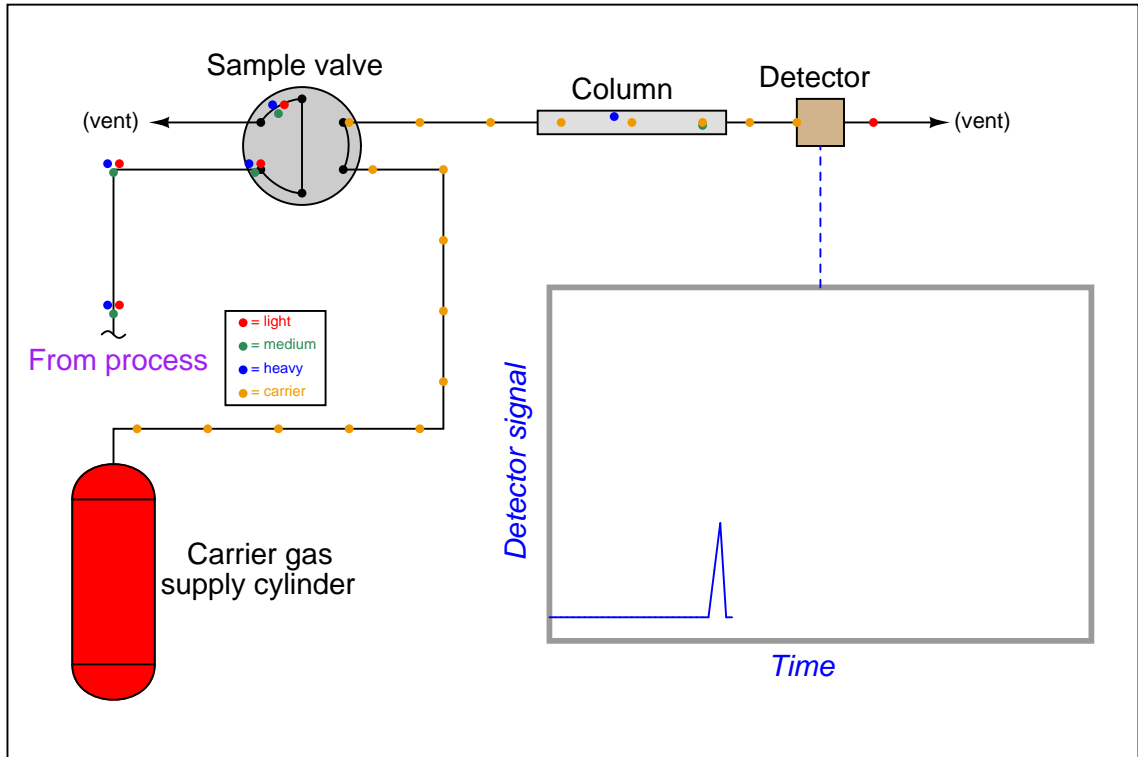 Sample valve
Column
Detector
(vent)
(vent)
= light
= medium
= heavy
= carrier
From process
Detector signal
Carrier gas
supply cylinder
Time